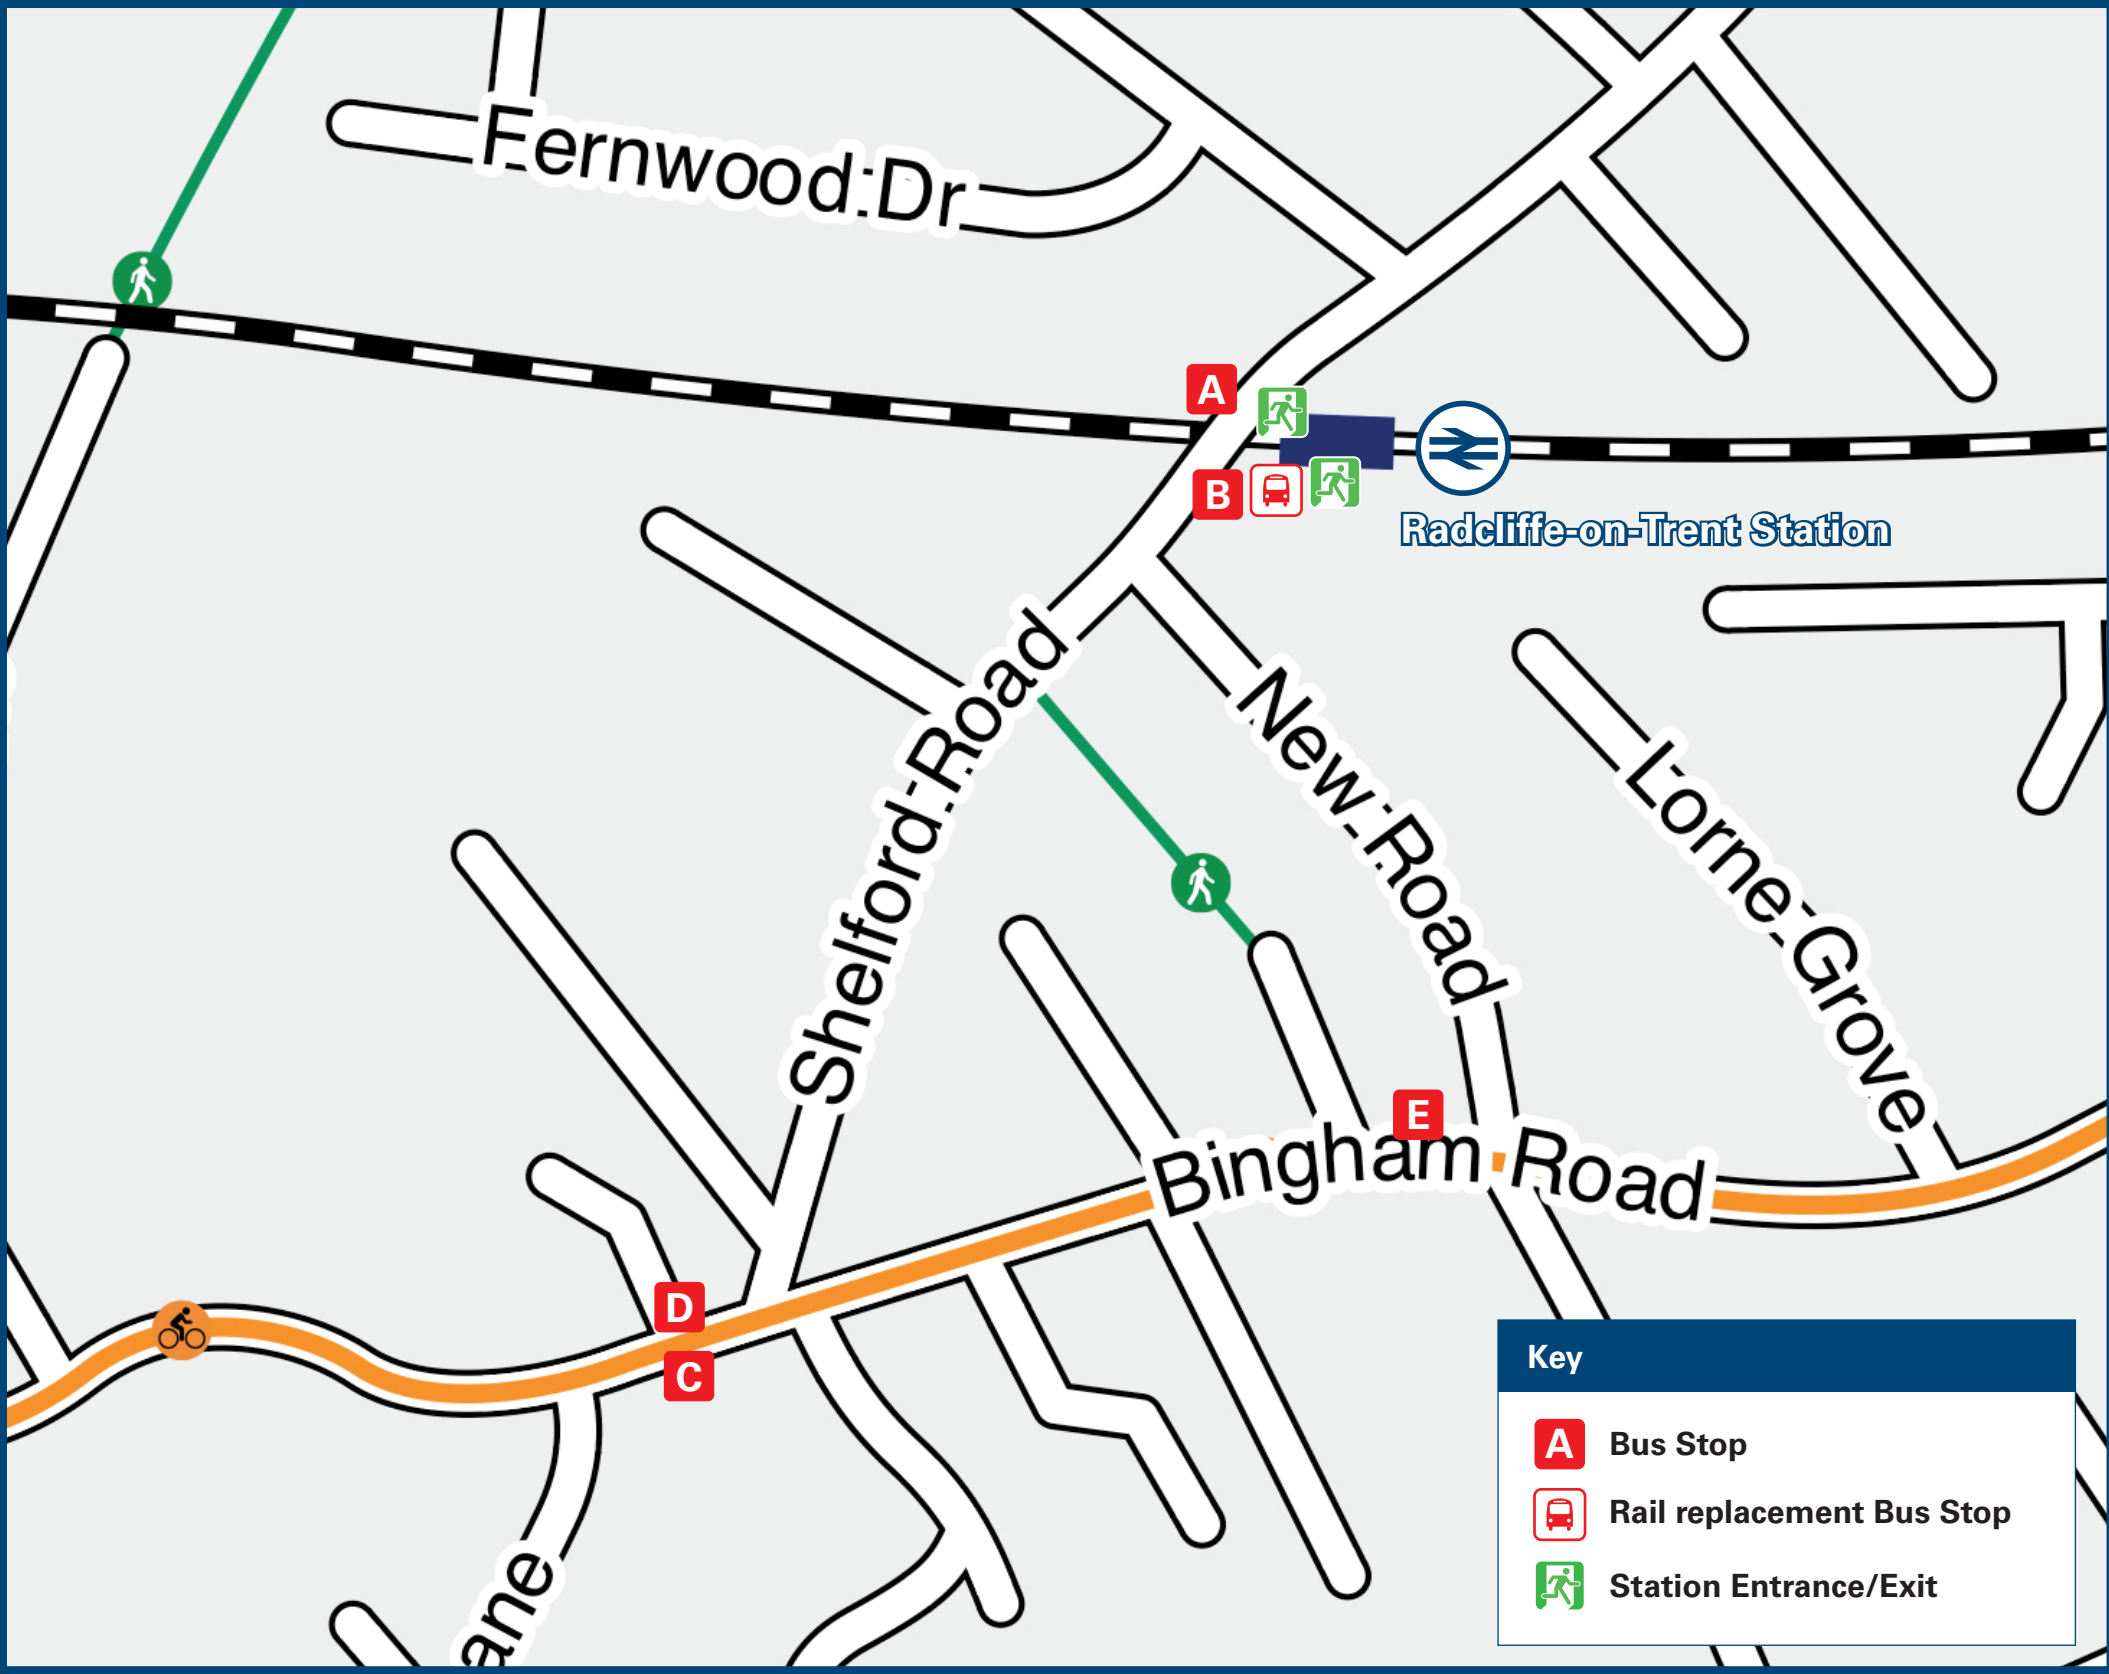 Fernwood Dr
A
B
Radcliffe-on-Trent Station
Shelford Road
New Road
Lorne Grove
E
Bingham Road
D
C
ane
Key
A Bus Stop
Rail replacement Bus Stop
Station Entrance/Exit